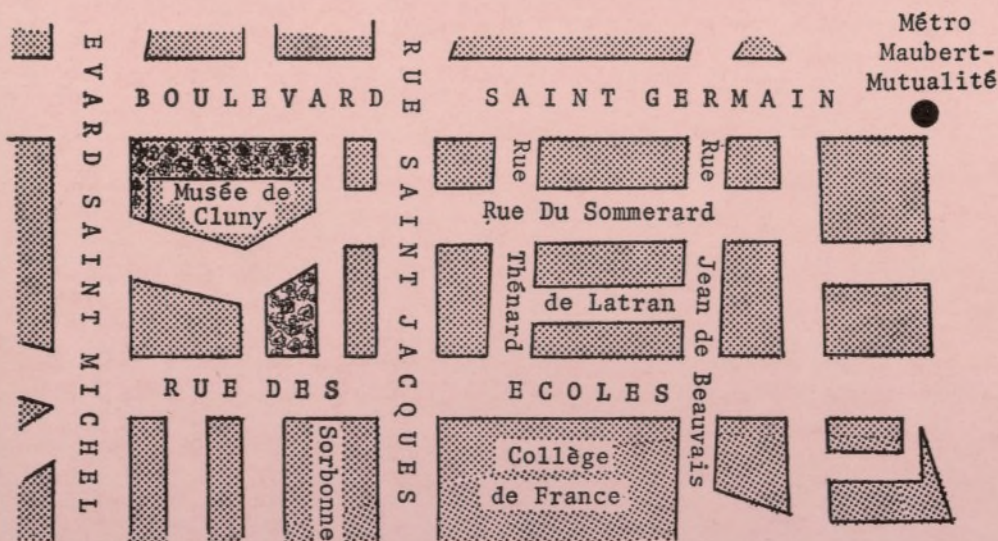 Métro
Maubert-
Mutualité
EVARD SAINT MICHEL
BOULEVARD SAINT GERMAIN
RUE SAINT JACQUES
Musée de
Cluny
Rue Thénard
Rue Jean de Beauvais
Rue Du Sommerard
de Latran
RUE DES ECOLES
Sorbonne
Collège
de France